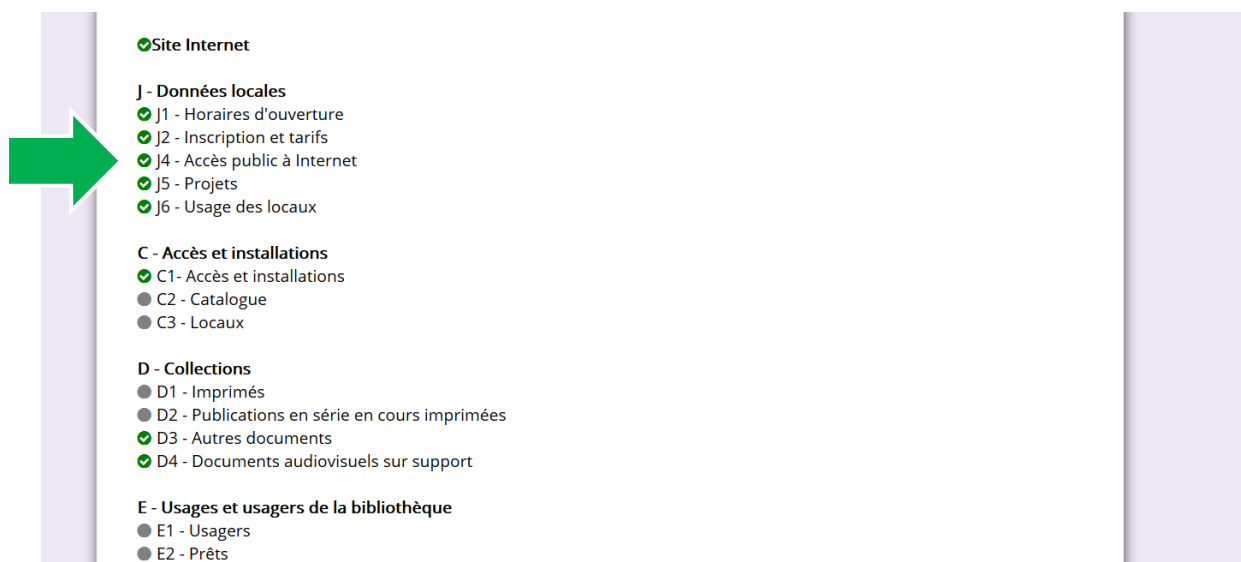 Site Internet
J - Données locales
J1 - Horaires d'ouverture
J2 - Inscription et tarifs
J4 - Accès public à Internet
J5 - Projets
J6 - Usage des locaux
C - Accès et installations
C1- Accès et installations
C2 - Catalogue
C3 - Locaux
D - Collections
D1 - Imprimés
D2 - Publications en série en cours imprimées
D3 - Autres documents
D4 - Documents audiovisuels sur support
E - Usages et usagers de la bibliothèque
E1 - Usagers
E2 - Prêts